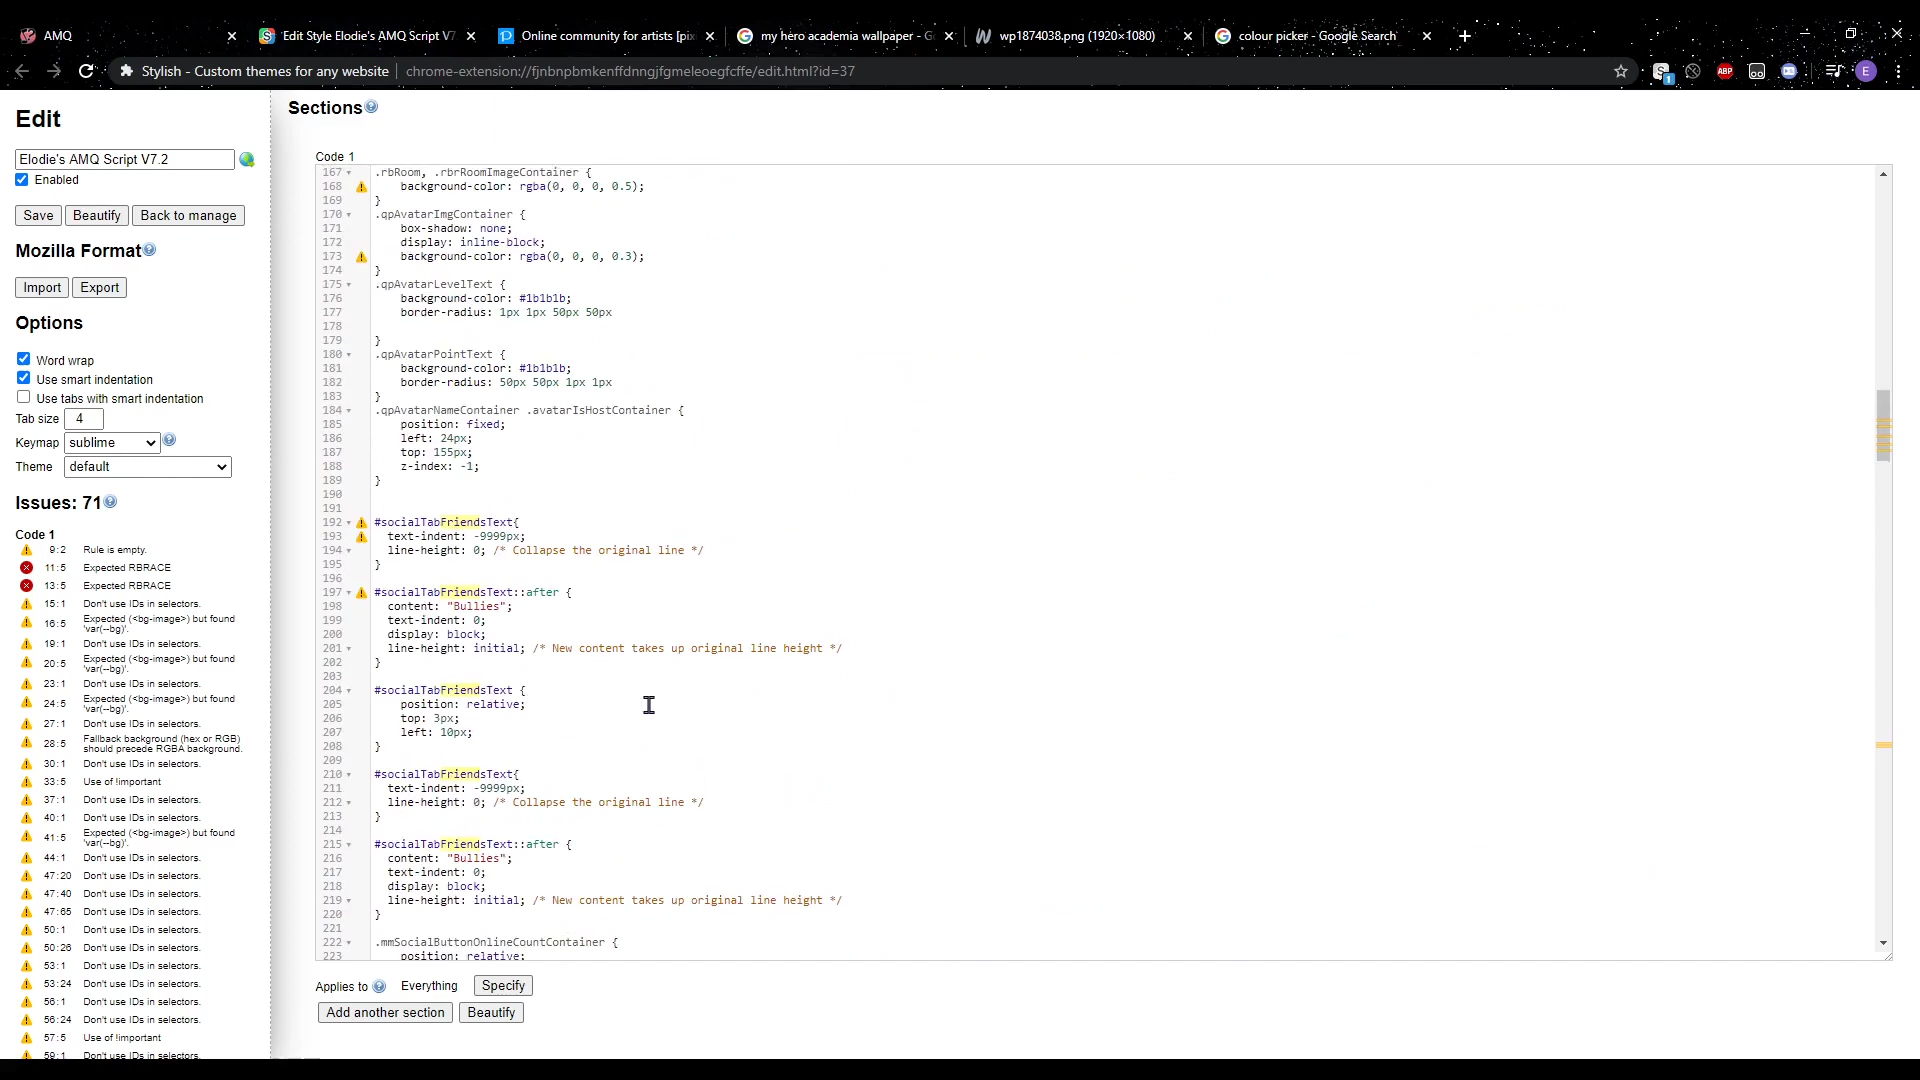 AMQ
Edit Style Elodie's AMQ Script V7
Online community for artists [pix
my hero academia wallpaper - G
wp1874038.png (1920×1080)
colour picker - Google Search
Stylish - Custom themes for any website
chrome-extension://fjnbnpbmkenffdnngjfgmeleoegfcffe/edit.html?id=37
1
ABP
E
Edit
Elodie's AMQ Script V7.2
Enabled
Save
Beautify
Back to manage
Mozilla Format
Import
Export
Options
Word wrap
Use smart indentation
Use tabs with smart indentation
Tab size 4
Keymap sublime
Theme default
Issues: 71
Code 1
9:2 Rule is empty.
11:5 Expected RBRACE
13:5 Expected RBRACE
15:1 Don't use IDs in selectors.
16:5 Expected (<bg-image>) but found
'var(--bg)'.
19:1 Don't use IDs in selectors.
20:5 Expected (<bg-image>) but found
'var(--bg)'.
23:1 Don't use IDs in selectors.
24:5 Expected (<bg-image>) but found
'var(--bg)'.
27:1 Don't use IDs in selectors.
28:5 Fallback background (hex or RGB)
should precede RGBA background.
30:1 Don't use IDs in selectors.
33:5 Use of !important
37:1 Don't use IDs in selectors.
40:1 Don't use IDs in selectors.
41:5 Expected (<bg-image>) but found
'var(--bg)'.
44:1 Don't use IDs in selectors.
47:20 Don't use IDs in selectors.
47:40 Don't use IDs in selectors.
47:65 Don't use IDs in selectors.
50:1 Don't use IDs in selectors.
50:26 Don't use IDs in selectors.
53:1 Don't use IDs in selectors.
53:24 Don't use IDs in selectors.
56:1 Don't use IDs in selectors.
56:24 Don't use IDs in selectors.
57:5 Use of !important
59:1 Don't use IDs in selectors.
Sections
Code 1
167 .rbRoom, .rbrRoomImageContainer {
168 background-color: rgba(0, 0, 0, 0.5);
169 }
170 .qpAvatarImgContainer {
171 box-shadow: none;
172 display: inline-block;
173 background-color: rgba(0, 0, 0, 0.3);
174 }
175 .qpAvatarLevelText {
176 background-color: #1b1b1b;
177 border-radius: 1px 1px 50px 50px
178
179 }
180 .qpAvatarPointText {
181 background-color: #1b1b1b;
182 border-radius: 50px 50px 1px 1px
183 }
184 .qpAvatarNameContainer .avatarIsHostContainer {
185 position: fixed;
186 left: 24px;
187 top: 155px;
188 z-index: -1;
189 }
190
191
192 #socialTabFriendsText{
193 text-indent: -9999px;
194 line-height: 0; /* Collapse the original line */
195 }
196
197 #socialTabFriendsText::after {
198 content: "Bullies";
199 text-indent: 0;
200 display: block;
201 line-height: initial; /* New content takes up original line height */
202 }
203
204 #socialTabFriendsText {
205 position: relative;
206 top: 3px;
207 left: 10px;
208 }
209
210 #socialTabFriendsText{
211 text-indent: -9999px;
212 line-height: 0; /* Collapse the original line */
213 }
214
215 #socialTabFriendsText::after {
216 content: "Bullies";
217 text-indent: 0;
218 display: block;
219 line-height: initial; /* New content takes up original line height */
220 }
221
222 .mmSocialButtonOnlineCountContainer {
223 position: relative;
Applies to Everything Specify
Add another section
Beautify